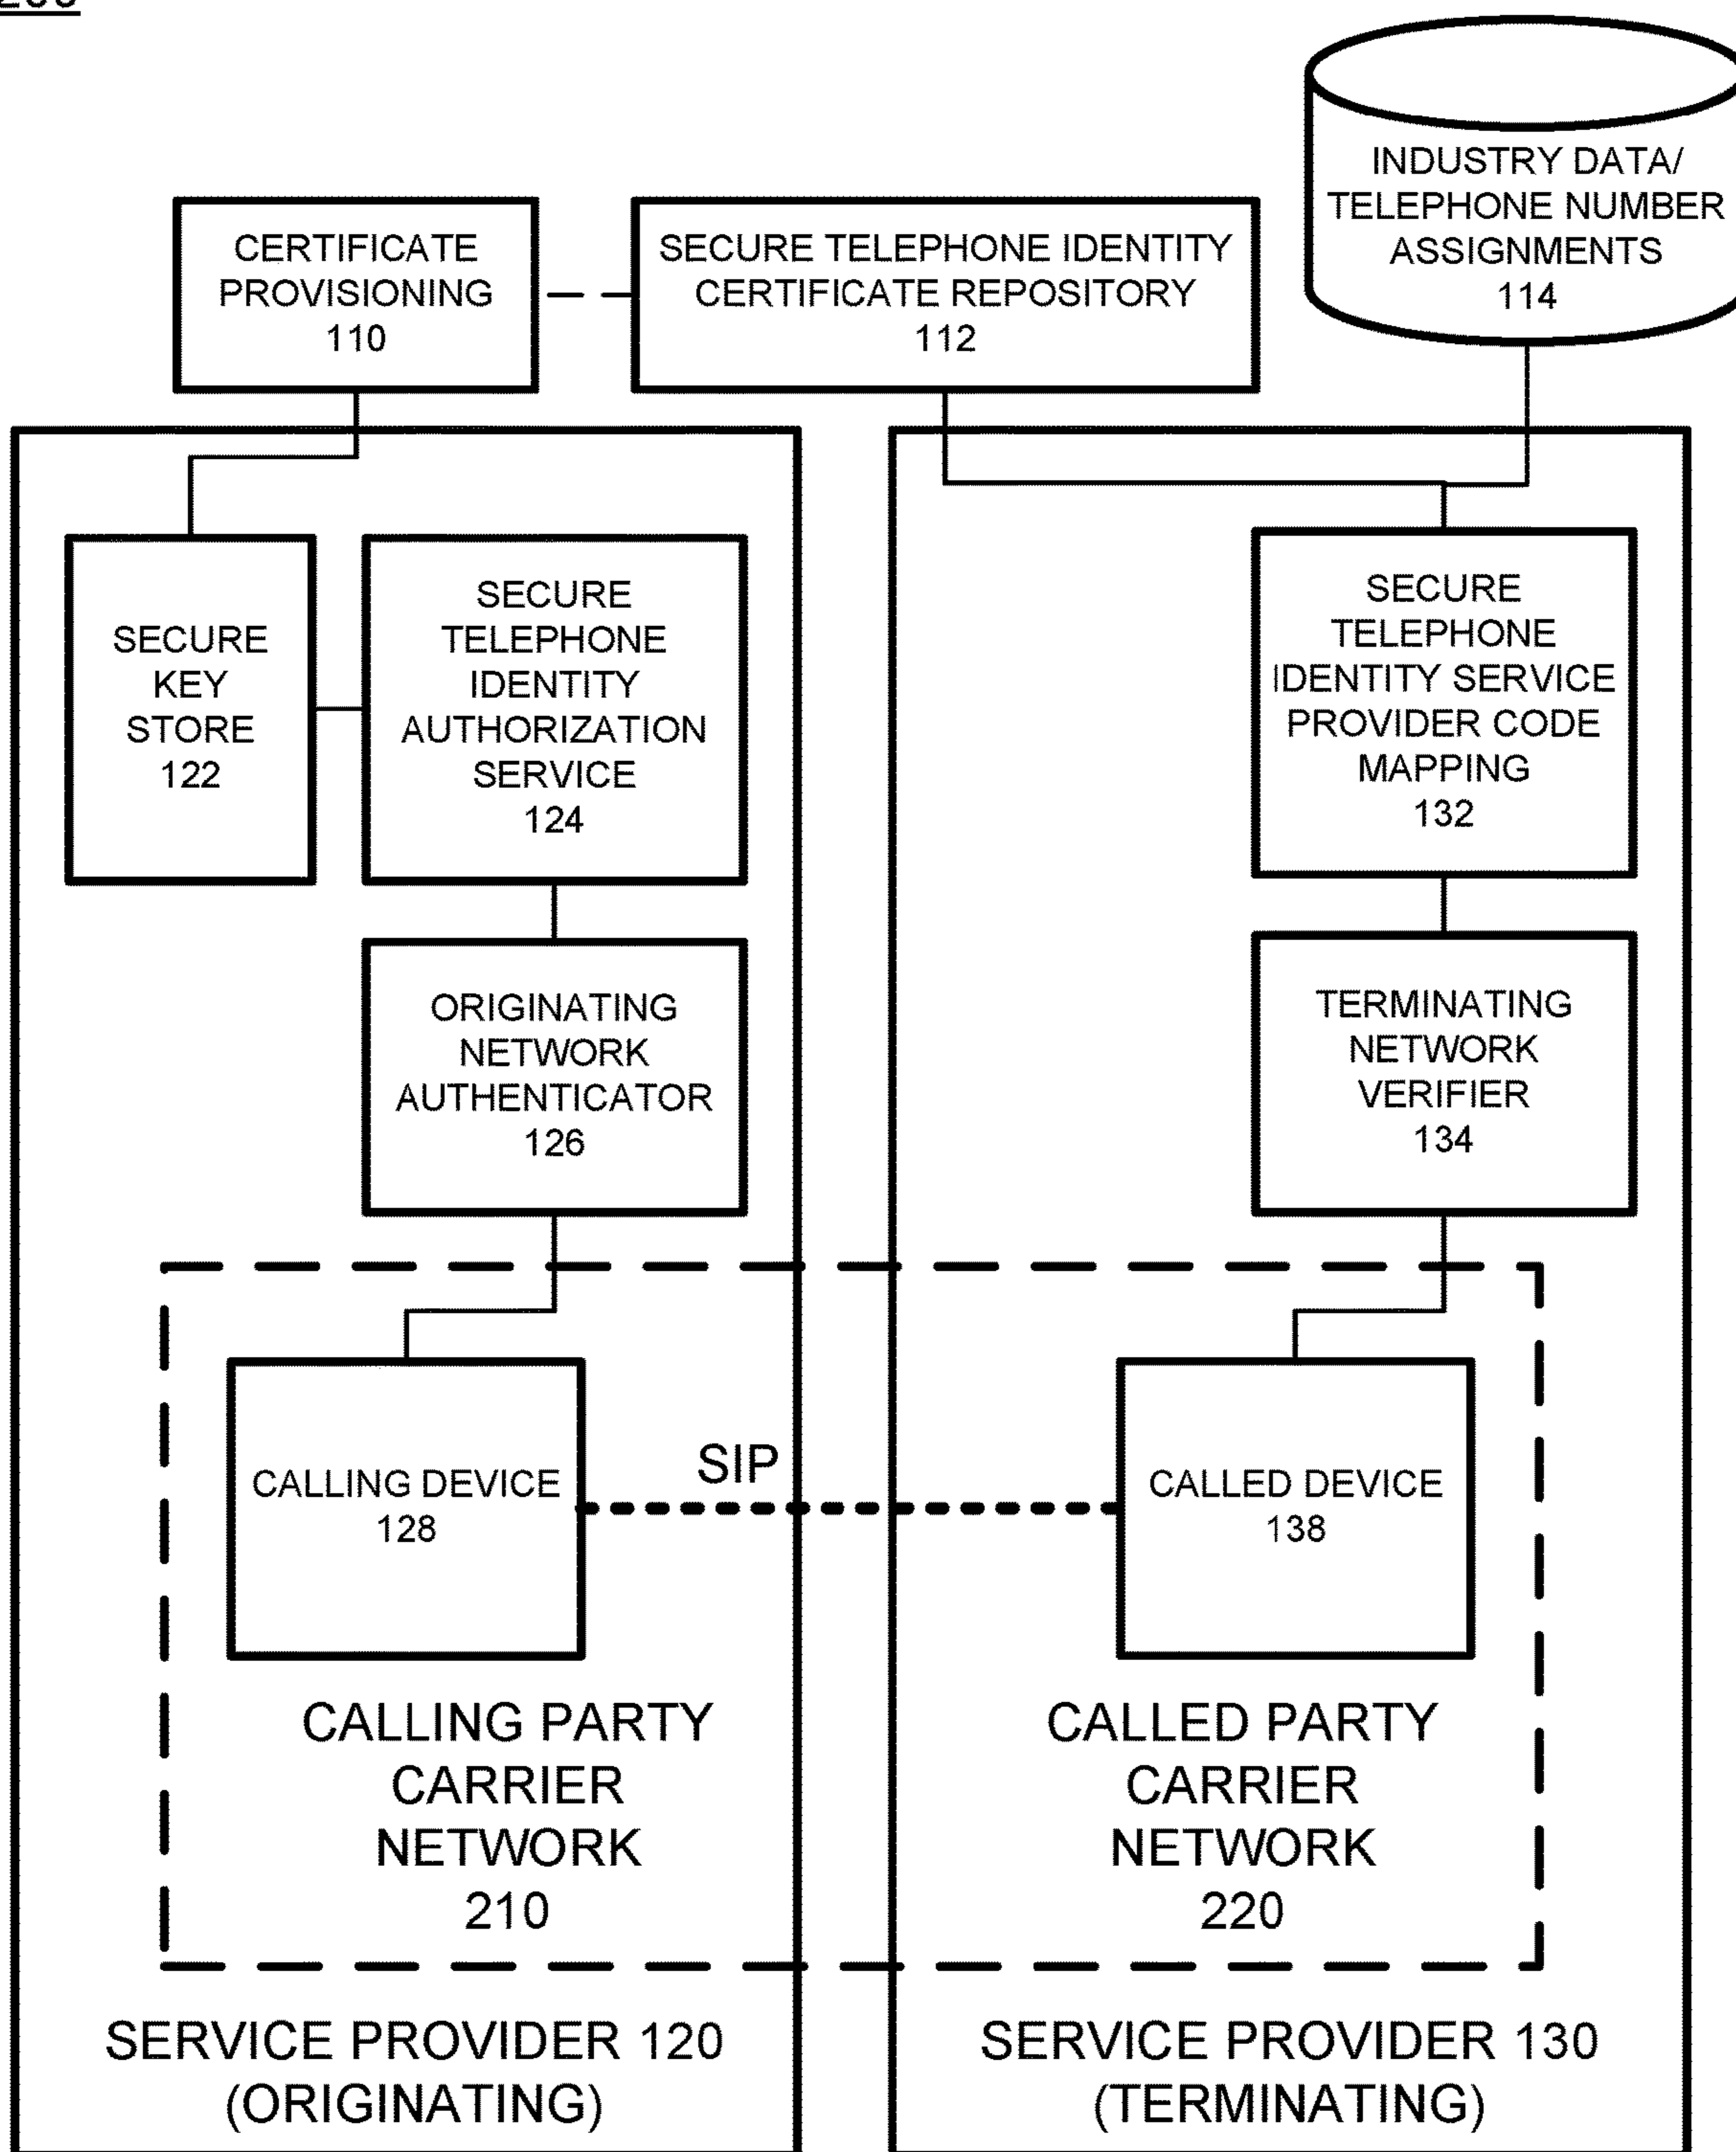 INDUSTRY DATA/
TELEPHONE NUMBER
ASSIGNMENTS
114
CERTIFICATE
PROVISIONING
110
SECURE TELEPHONE IDENTITY
CERTIFICATE REPOSITORY
112
SECURE
KEY
STORE
122
SECURE
TELEPHONE
IDENTITY
AUTHORIZATION
SERVICE
124
SECURE
TELEPHONE
IDENTITY SERVICE
PROVIDER CODE
MAPPING
132
ORIGINATING
NETWORK
AUTHENTICATOR
126
TERMINATING
NETWORK
VERIFIER
134
CALLING DEVICE
128
SIP
CALLED DEVICE
138
CALLING PARTY
CARRIER
NETWORK
210
CALLED PARTY
CARRIER
NETWORK
220
SERVICE PROVIDER 120
(ORIGINATING)
SERVICE PROVIDER 130
(TERMINATING)